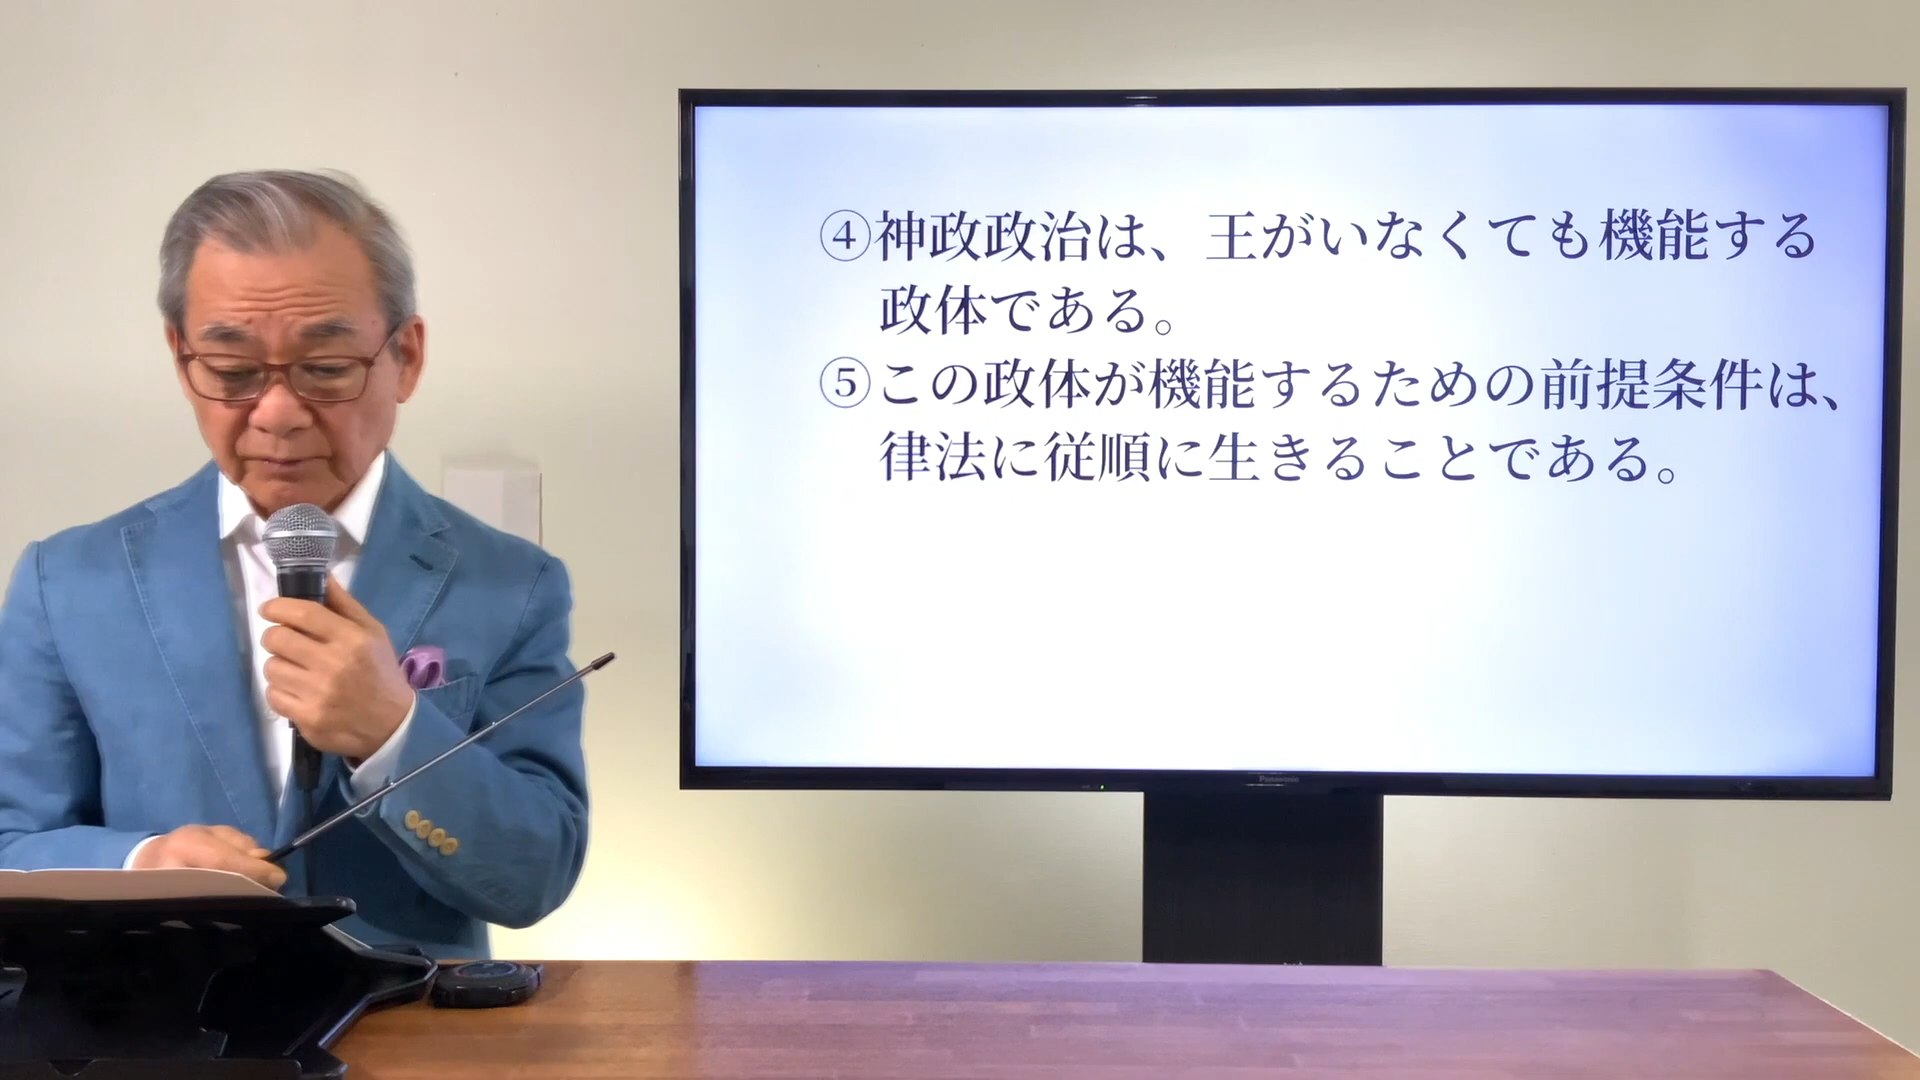 ④神政政治は、王がいなくても機能する
政体である。
⑤この政体が機能するための前提条件は、
律法に従順に生きることである。
Panasonic